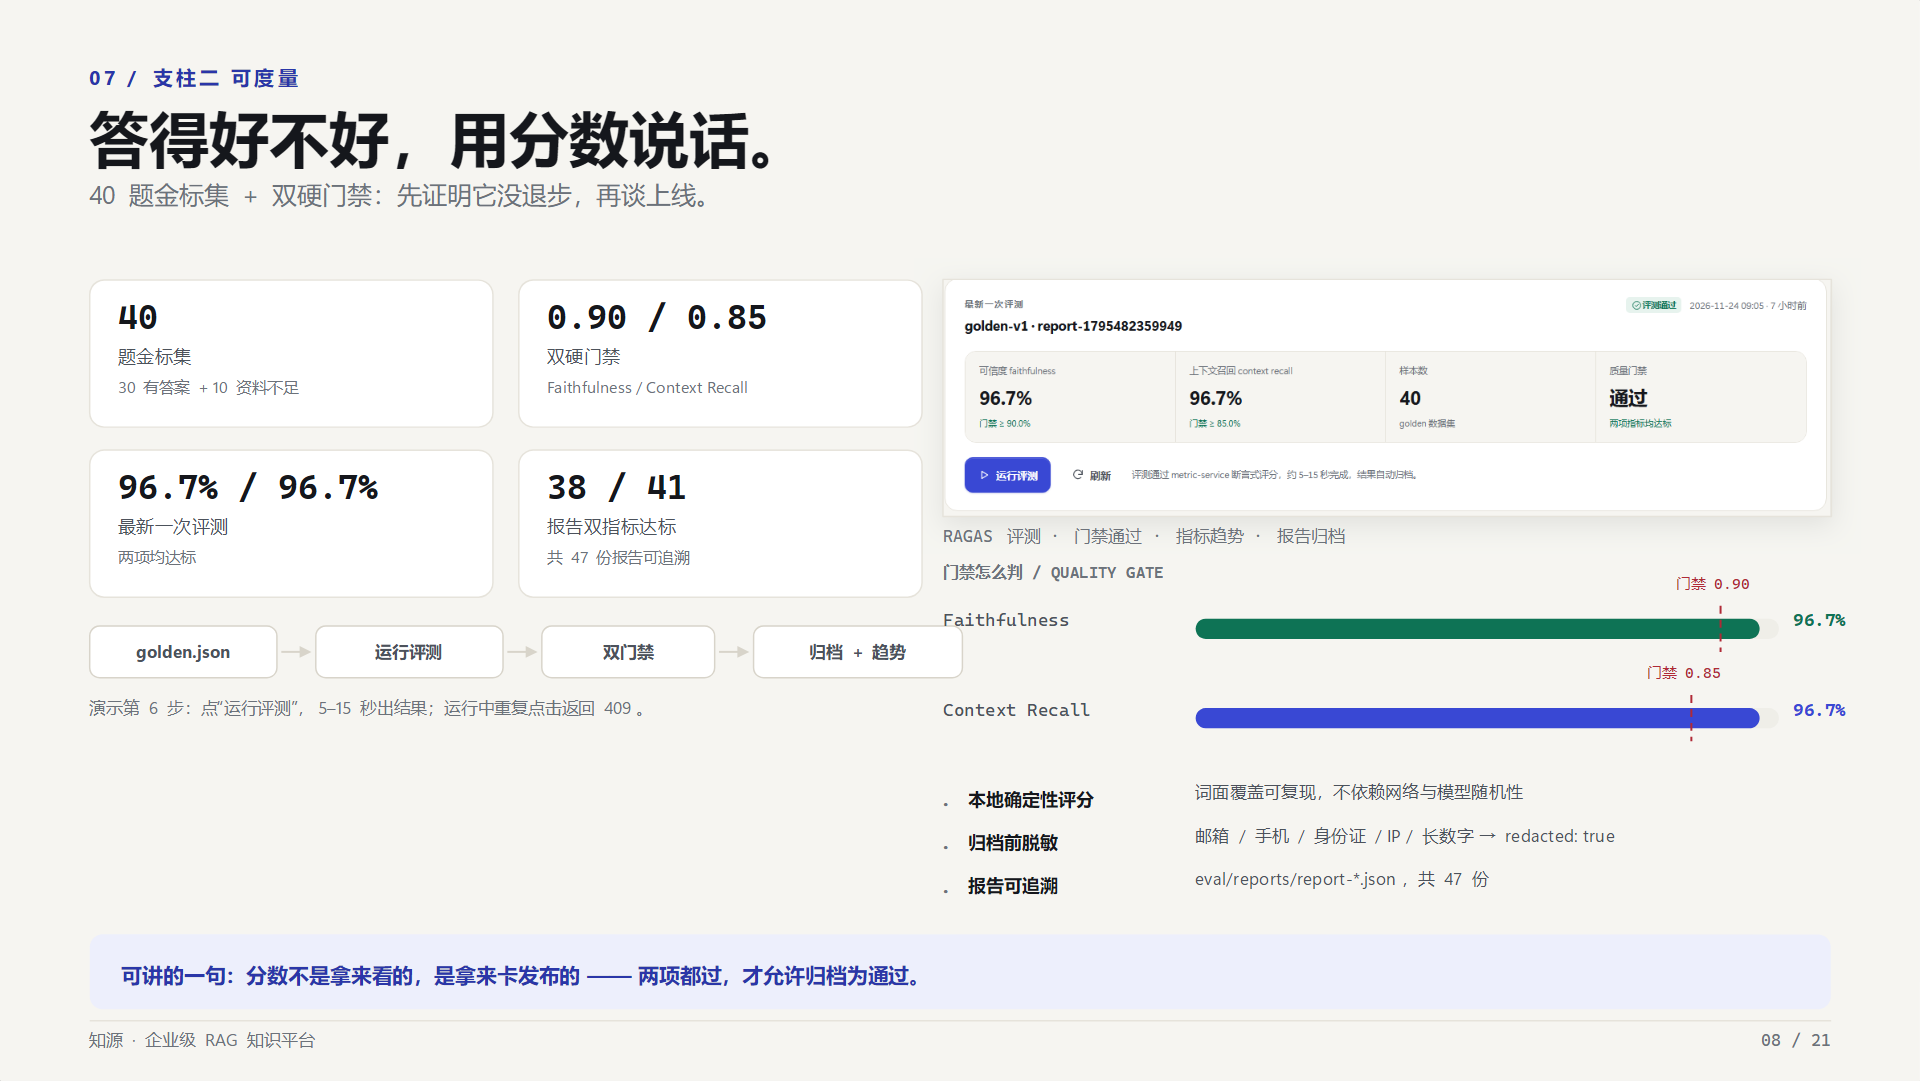 07 / 支柱二 可度量
答得好不好，用分数说话。
40 题金标集 + 双硬门禁：先证明它没退步，再谈上线。
40
题金标集
30 有答案 + 10 资料不足
0.90 / 0.85
双硬门禁
Faithfulness / Context Recall
96.7% / 96.7%
最新一次评测
两项均达标
38 / 41
报告双指标达标
共 47 份报告可追溯
golden.json
运行评测
双门禁
归档 + 趋势
演示第 6 步：点“运行评测”， 5–15 秒出结果；运行中重复点击返回 409 。
星新一次评测
golden-v1 · report-1795482359949
评测通过
2026-11-24 09:05 · 7 小时前
可信度 faithfulness
96.7%
门禁 ≥ 90.0%
上下文召回 context recall
96.7%
门禁 ≥ 85.0%
样本数
40
golden 数据集
质量门禁
通过
两项指标均达标
运行评测
刷新
评测通过 metric-service 断言式评分，约 5–15 秒完成，结果自动归档。
RAGAS 评测 · 门禁通过 · 指标趋势 · 报告归档
门禁怎么判 / QUALITY GATE
门禁 0.90
Faithfulness
96.7%
门禁 0.85
Context Recall
96.7%
. 本地确定性评分
词面覆盖可复现，不依赖网络与模型随机性
. 归档前脱敏
邮箱 / 手机 / 身份证 / IP / 长数字 → redacted: true
. 报告可追溯
eval/reports/report-*.json ，共 47 份
可讲的一句：分数不是拿来看的，是拿来卡发布的 —— 两项都过，才允许归档为通过。
知源 · 企业级 RAG 知识平台
08 / 21